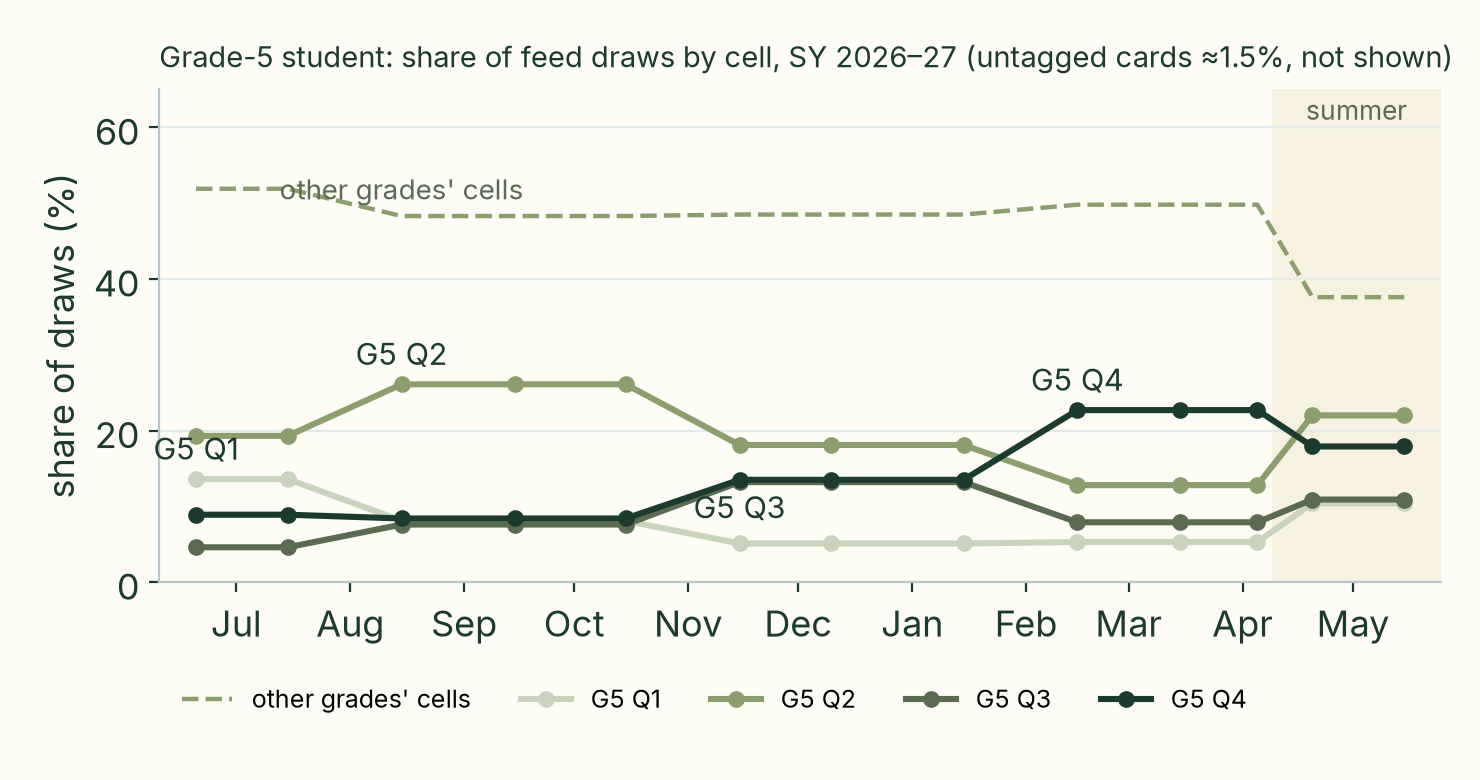 Grade-5 student: share of feed draws by cell, SY 2026–27 (untagged cards ≈1.5%, not shown)
summer
60
other grades' cells
share of draws (%)
40
G5 Q2
G5 Q4
20
G5 Q1
G5 Q3
0
Jul Aug Sep Oct Nov Dec Jan Feb Mar Apr May
other grades' cells G5 Q1 G5 Q2 G5 Q3 G5 Q4